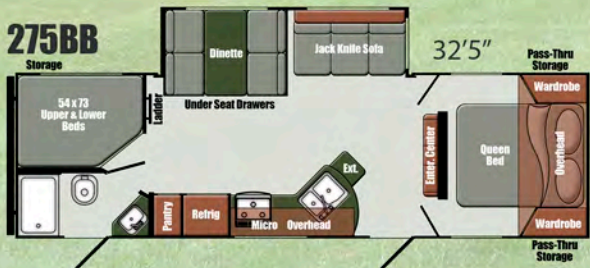 275BB
Storage
Dinette
Jack Knife Sofa
32'5"
Pass-Thru
Storage
54 x 73
Upper & Lower
Beds
Ladder
Under Seat Drawers
Wardrobe
Enter. Center
Queen
Bed
Overhead
Ext.
Pantry
Refrig
Micro
Overhead
Wardrobe
Pass-Thru
Storage